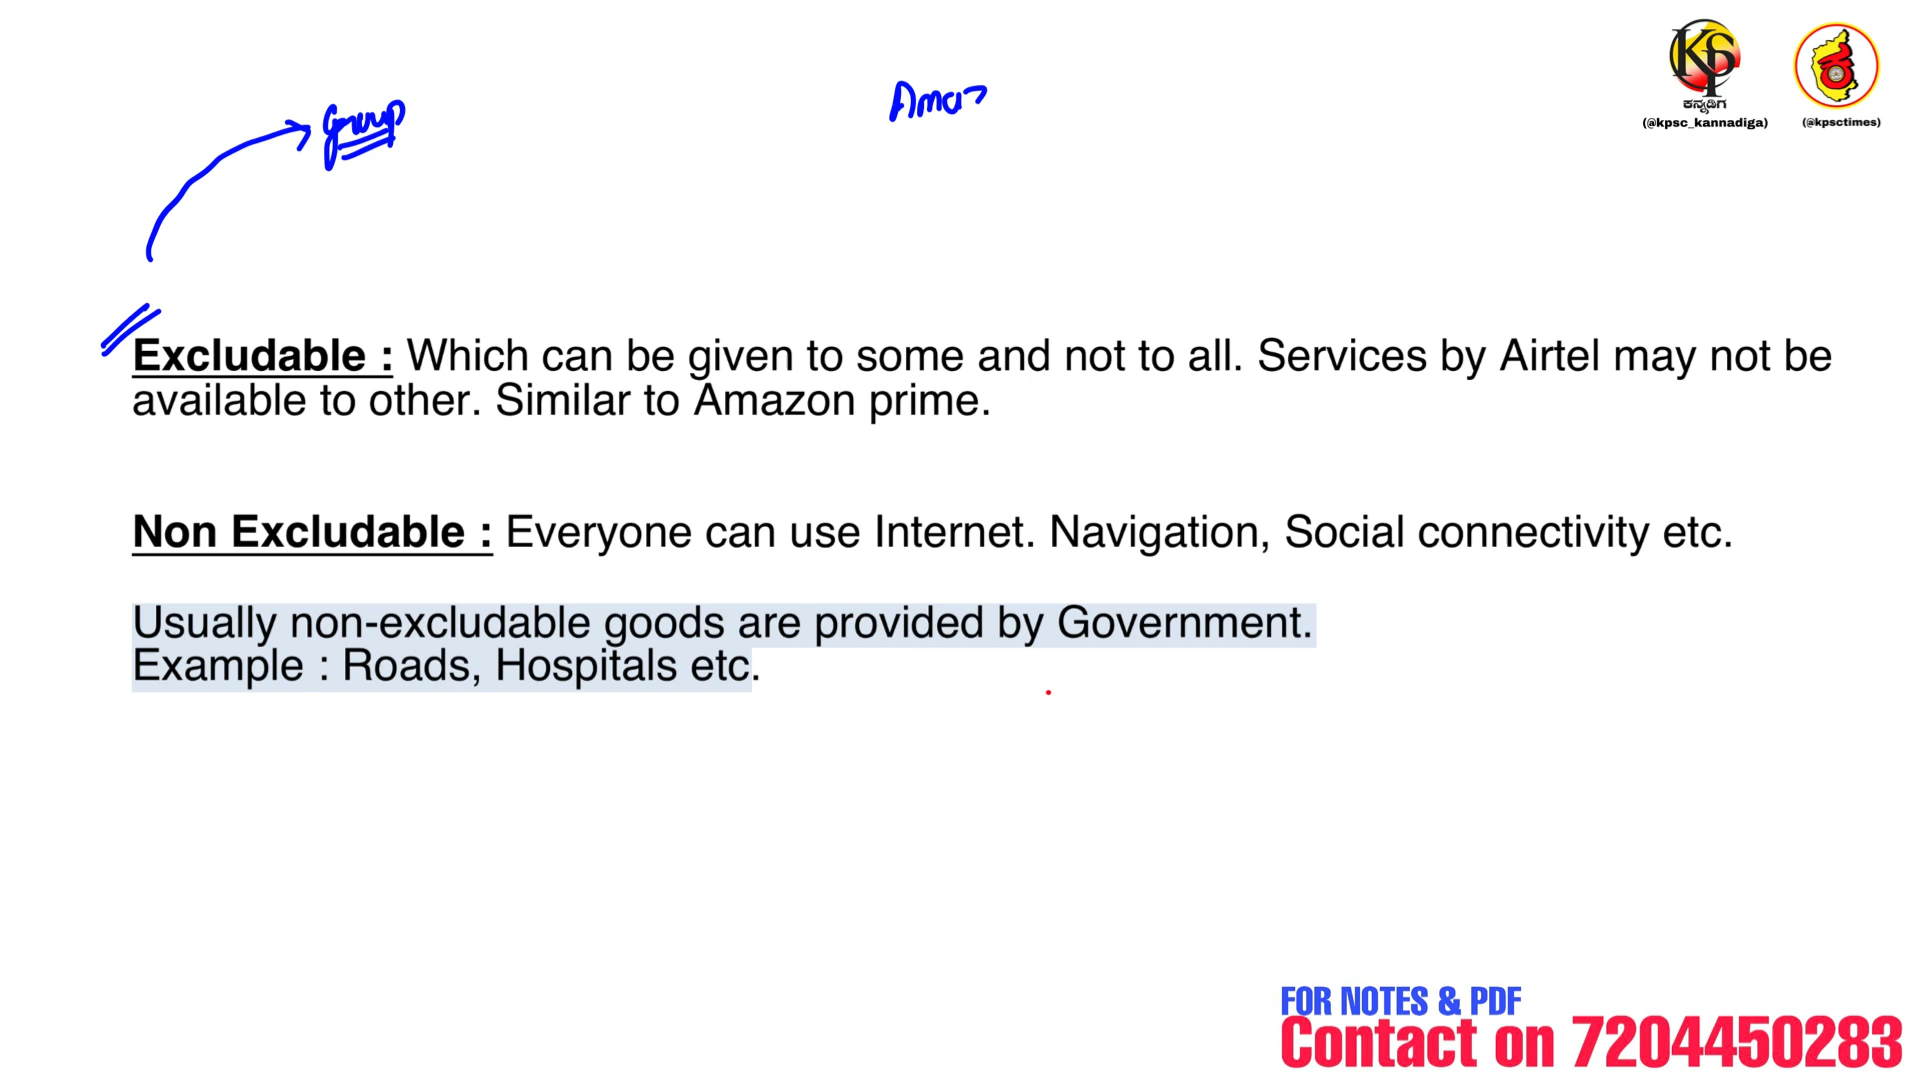 Group
ಕನ್ನಡಿಗ
(@kpsc_kannadiga)
(@kpsctimes)
Excludable : Which can be given to some and not to all. Services by Airtel may not be
available to other. Similar to Amazon prime.
Non Excludable : Everyone can use Internet. Navigation, Social connectivity etc.
Usually non-excludable goods are provided by Government.
Example : Roads, Hospitals etc.
FOR NOTES & PDF
Contact on 7204450283